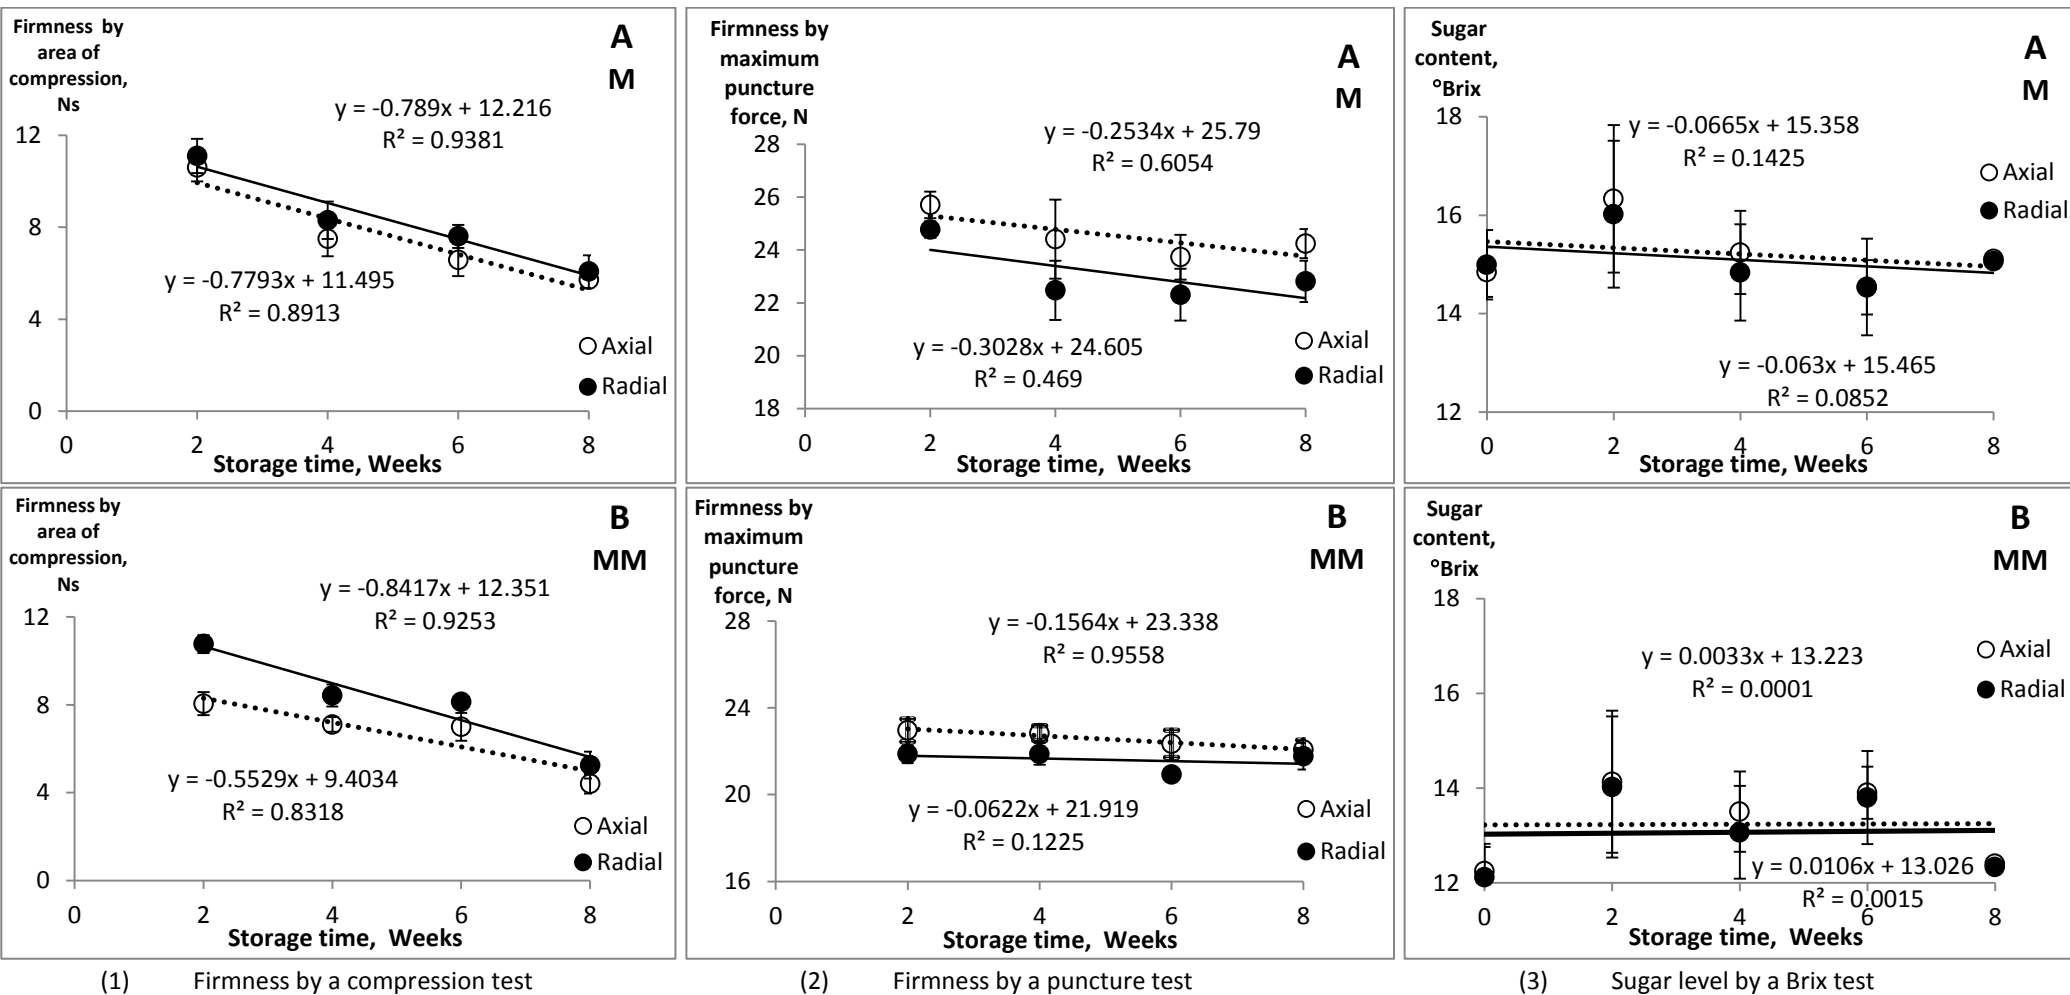 Firmness by
area of
compression,
Ns
A
M
y = -0.789x + 12.216
R² = 0.9381
y = -0.7793x + 11.495
R² = 0.8913
Axial
Radial
12
8
4
0
0 2 4 6 8
Storage time, Weeks
Firmness by
maximum
puncture
force, N
A
M
y = -0.2534x + 25.79
R² = 0.6054
y = -0.3028x + 24.605
R² = 0.469
Axial
Radial
28
26
24
22
20
18
0 2 4 6 8
Storage time, Weeks
Sugar
content,
°Brix
A
M
y = -0.0665x + 15.358
R² = 0.1425
Axial
Radial
y = -0.063x + 15.465
R² = 0.0852
18
16
14
12
0 2 4 6 8
Storage time, Weeks
Firmness by
area of
compression,
Ns
B
MM
y = -0.8417x + 12.351
R² = 0.9253
y = -0.5529x + 9.4034
R² = 0.8318
Axial
Radial
12
8
4
0
0 2 4 6 8
Storage time, Weeks
Firmness by
maximum
puncture
force, N
B
MM
y = -0.1564x + 23.338
R² = 0.9558
y = -0.0622x + 21.919
R² = 0.1225
Axial
Radial
28
24
20
16
0 2 4 6 8
Storage time, Weeks
Sugar
content,
°Brix
B
MM
y = 0.0033x + 13.223
R² = 0.0001
Axial
Radial
y = 0.0106x + 13.026
R² = 0.0015
18
16
14
12
0 2 4 6 8
Storage time, Weeks
(1) Firmness by a compression test
(2) Firmness by a puncture test
(3) Sugar level by a Brix test